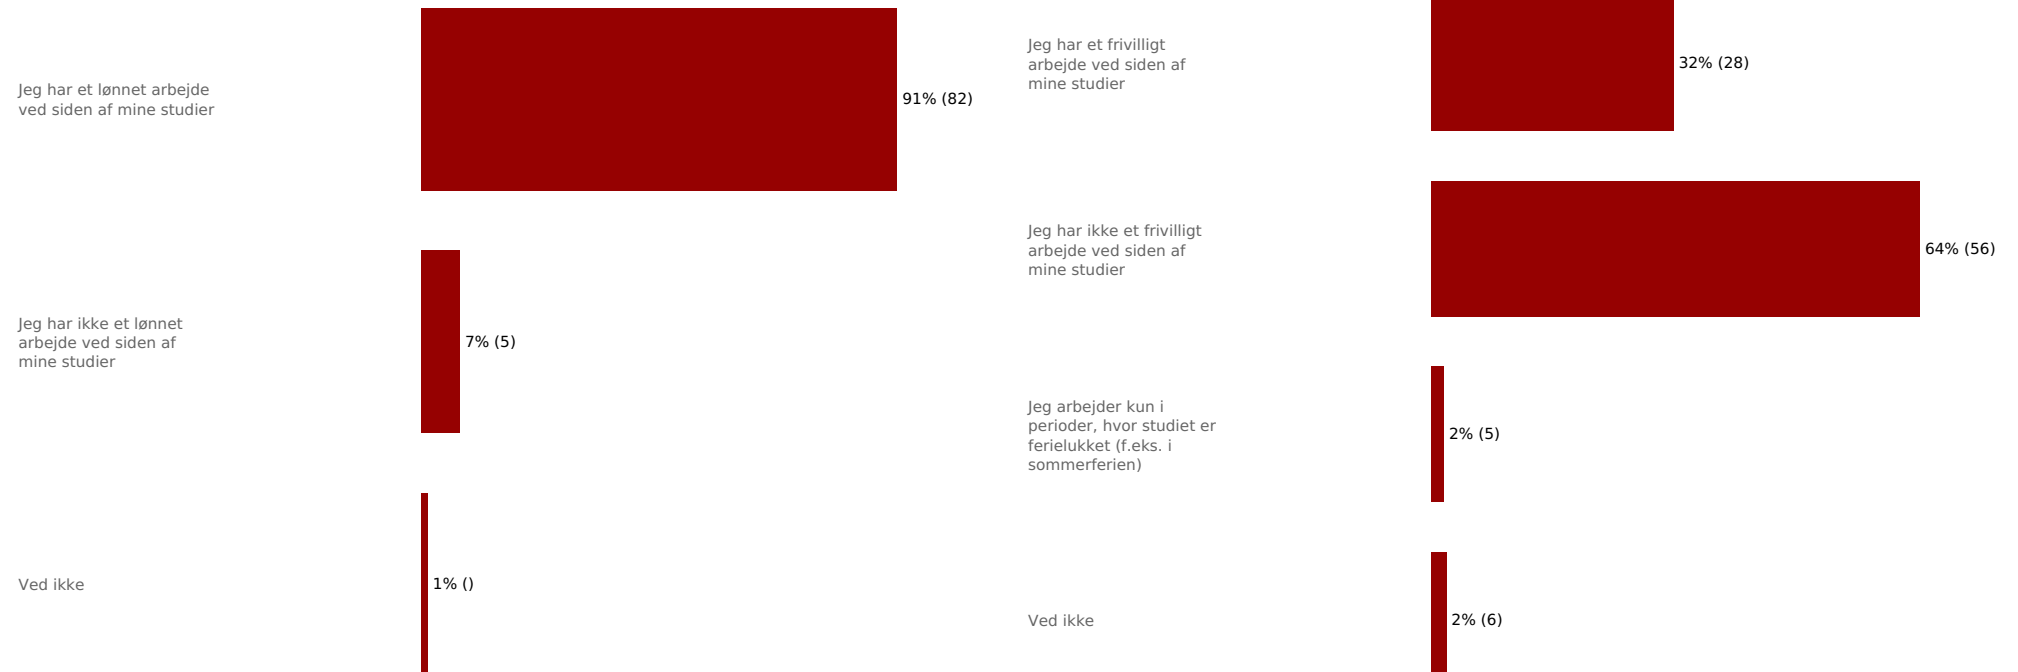 Jeg har et lønnet arbejde
ved siden af mine studier
91% (82)
Jeg har ikke et lønnet
arbejde ved siden af
mine studier
7% (5)
Ved ikke
1% ()
Jeg har et frivilligt
arbejde ved siden af
mine studier
32% (28)
Jeg har ikke et frivilligt
arbejde ved siden af
mine studier
64% (56)
Jeg arbejder kun i
perioder, hvor studiet er
ferielukket (f.eks. i
sommerferien)
2% (5)
Ved ikke
2% (6)